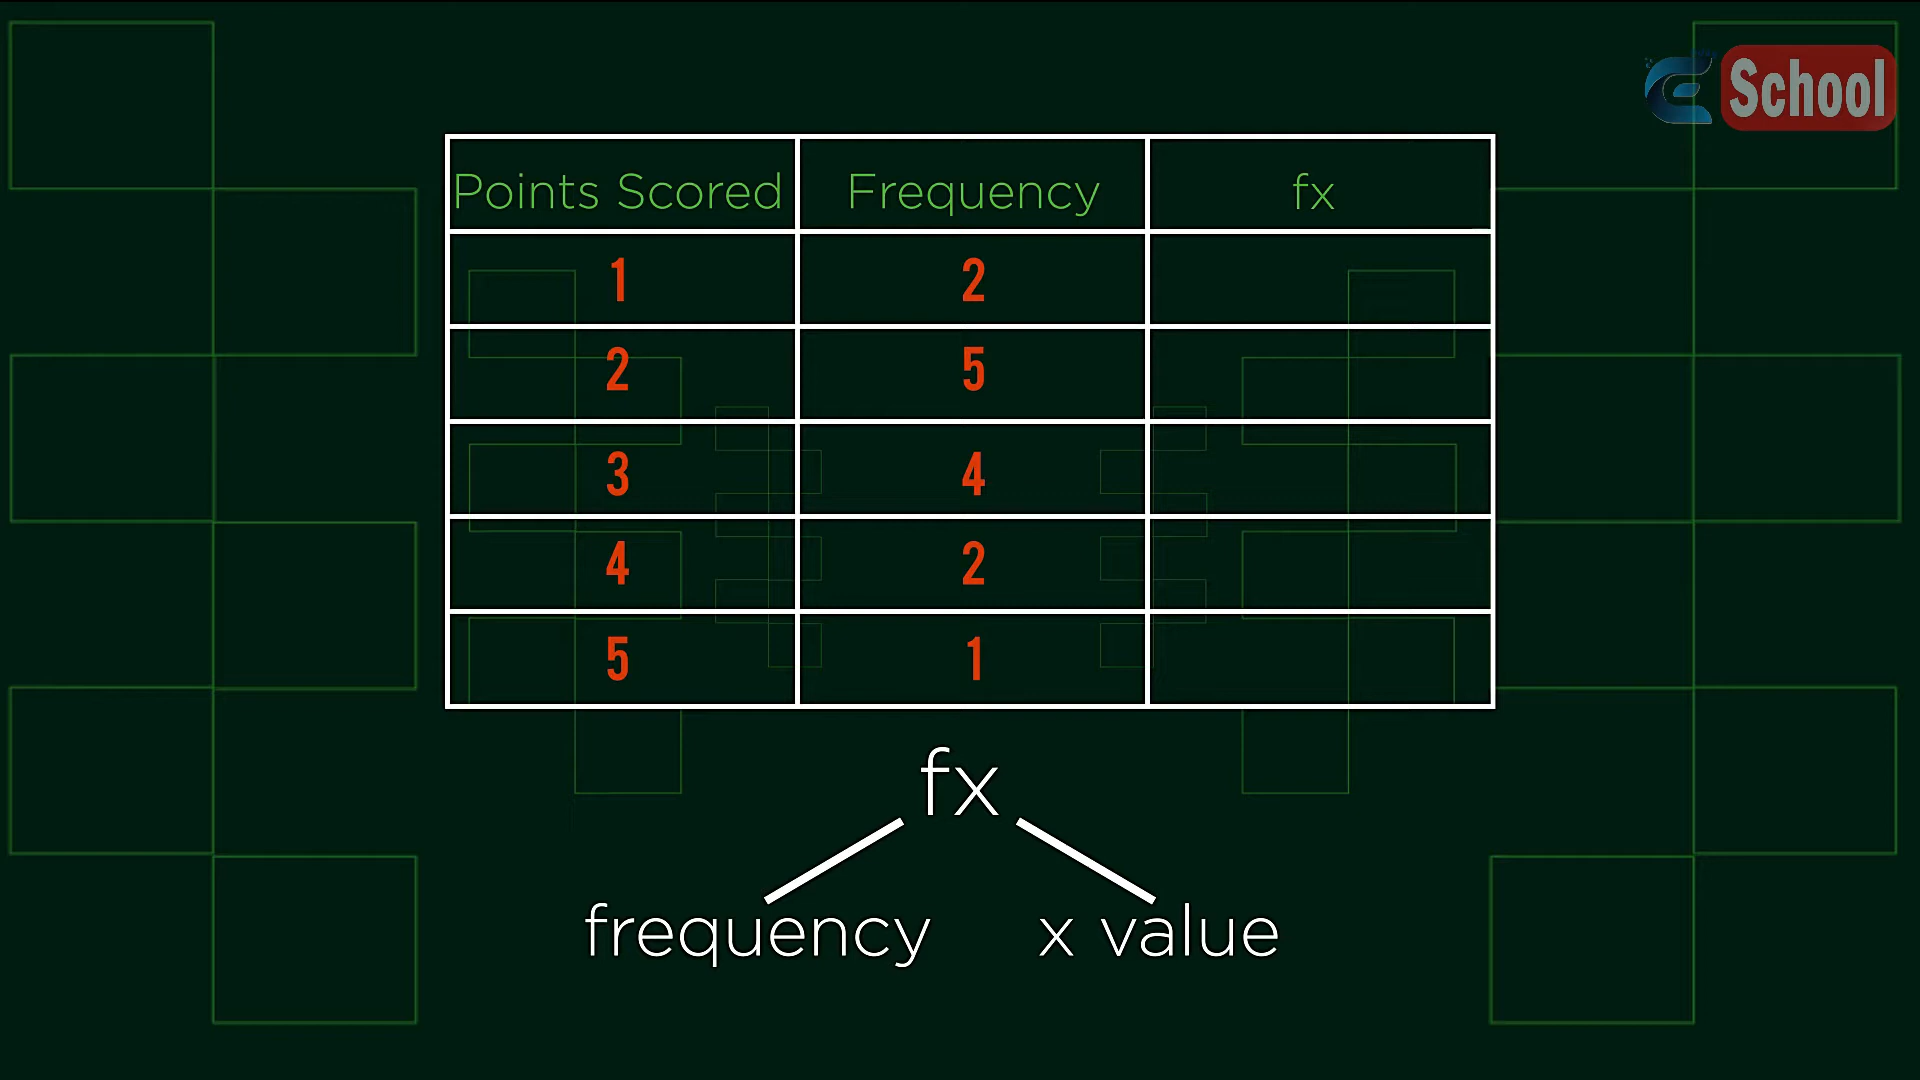 School
Points Scored Frequency fx
1 2
2 5
3 4
4 2
5 1
fx
frequency x value